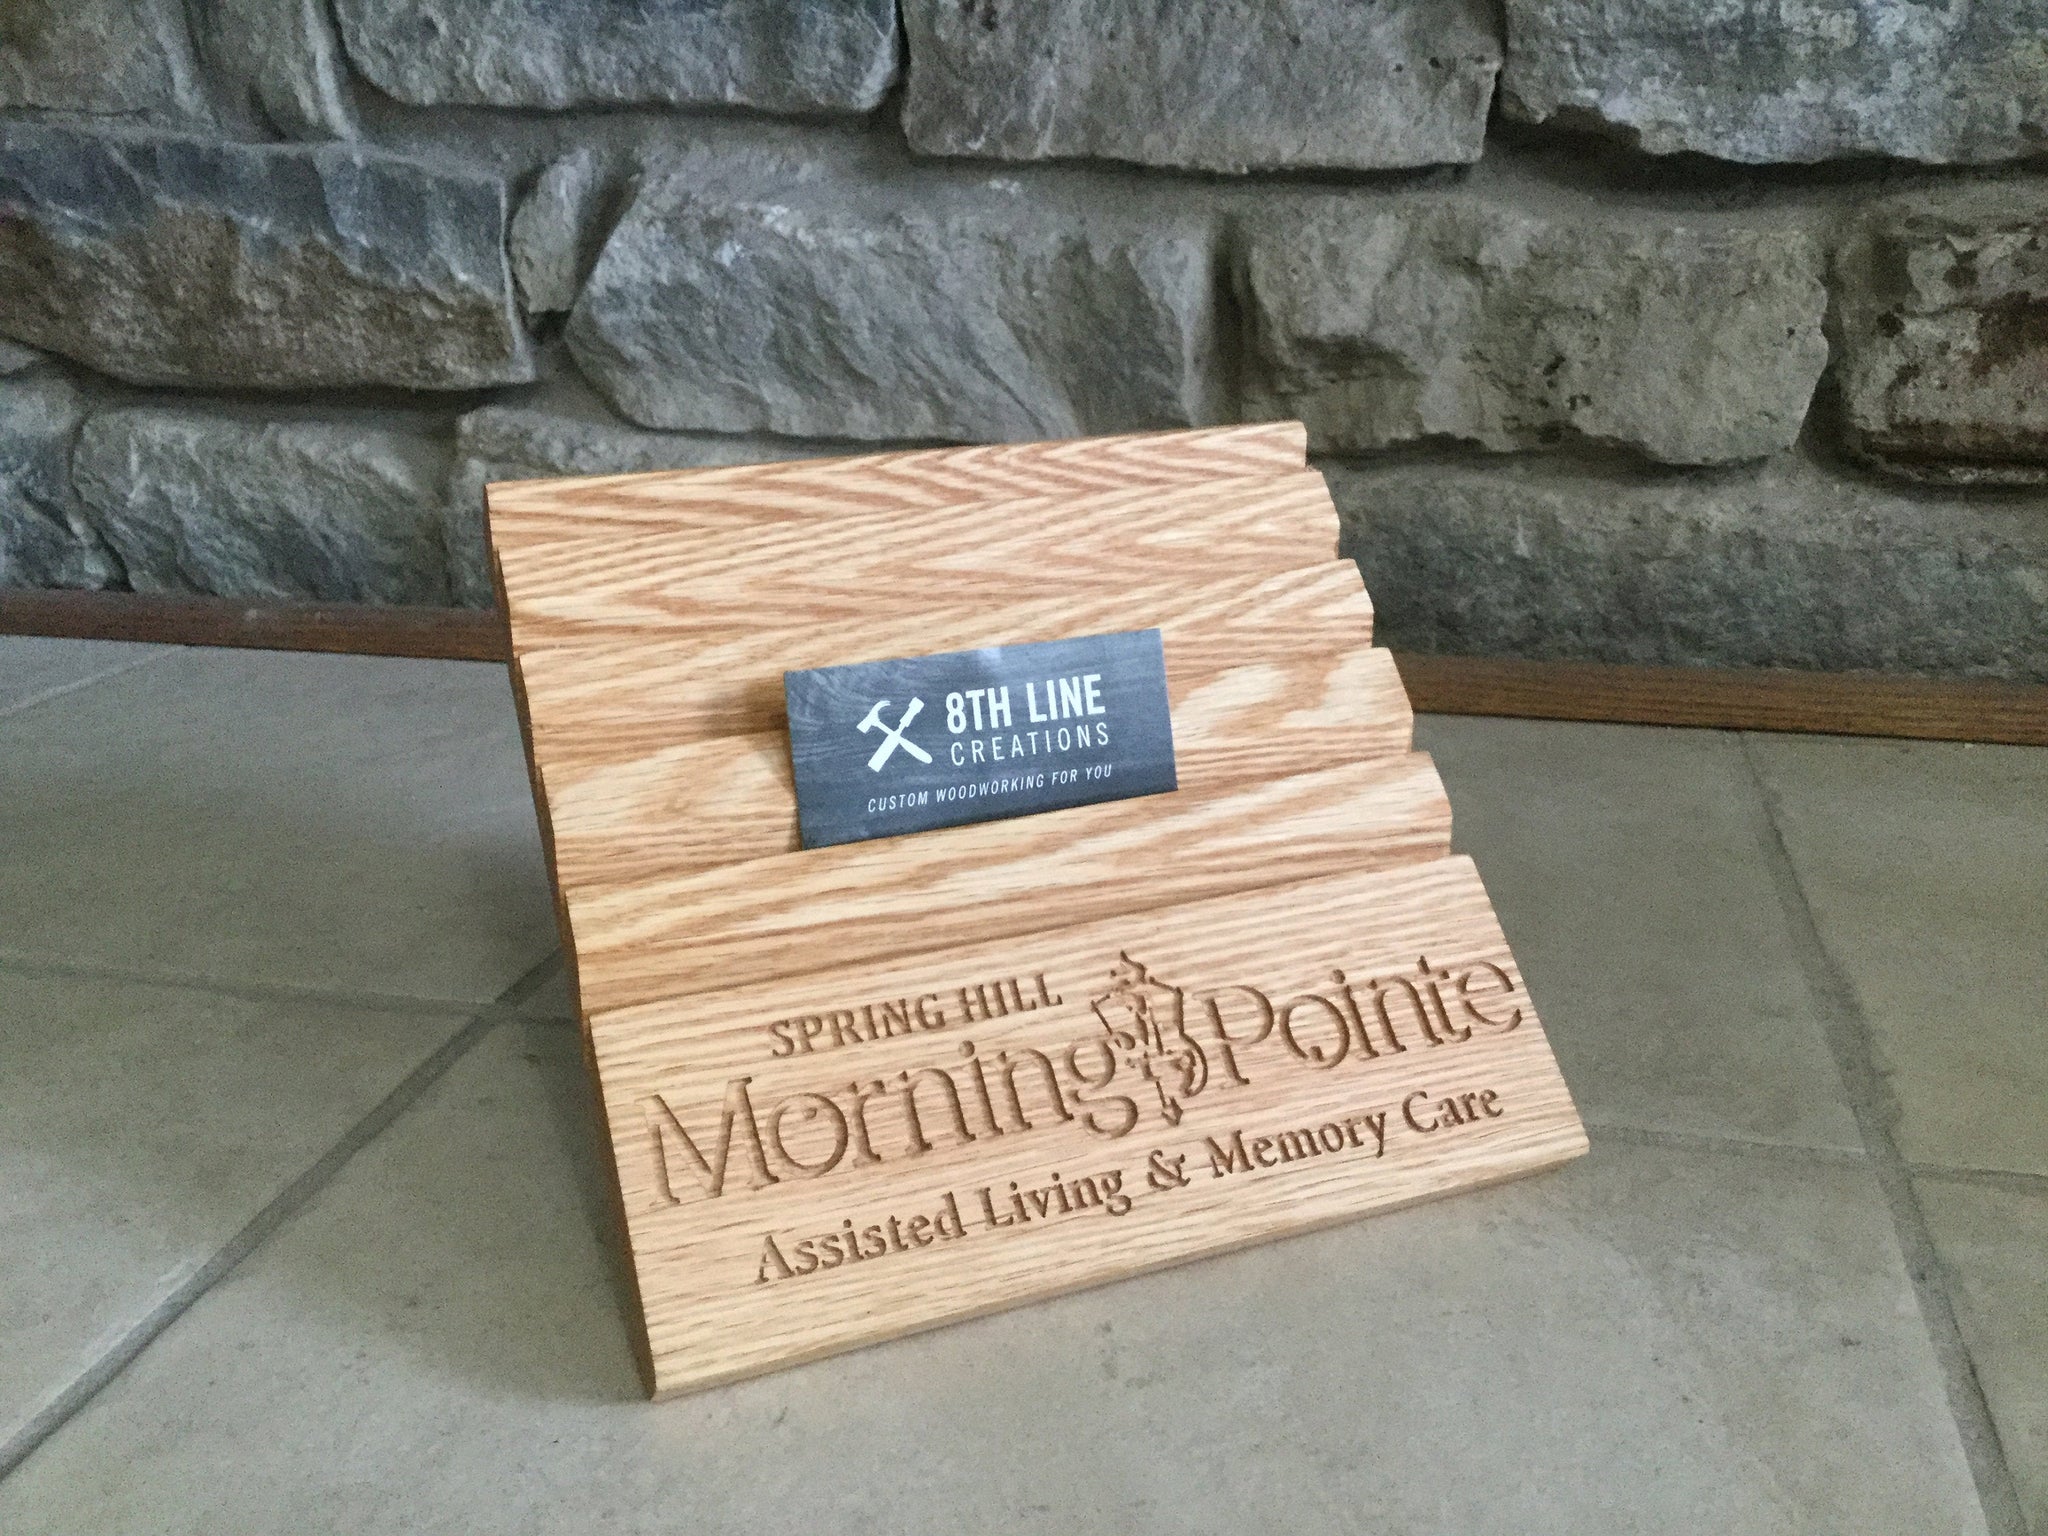 8TH LINE
CREATIONS
CUSTOM WOODWORKING FOR YOU
SPRING HILL
Morning Pointe
Assisted Living & Memory Care